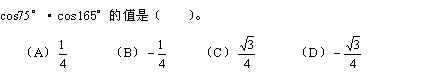 cos75°・cos165°的值是（  ）。
（A）1/4 （B）-1/4 （C）√3/4 （D）-√3/4